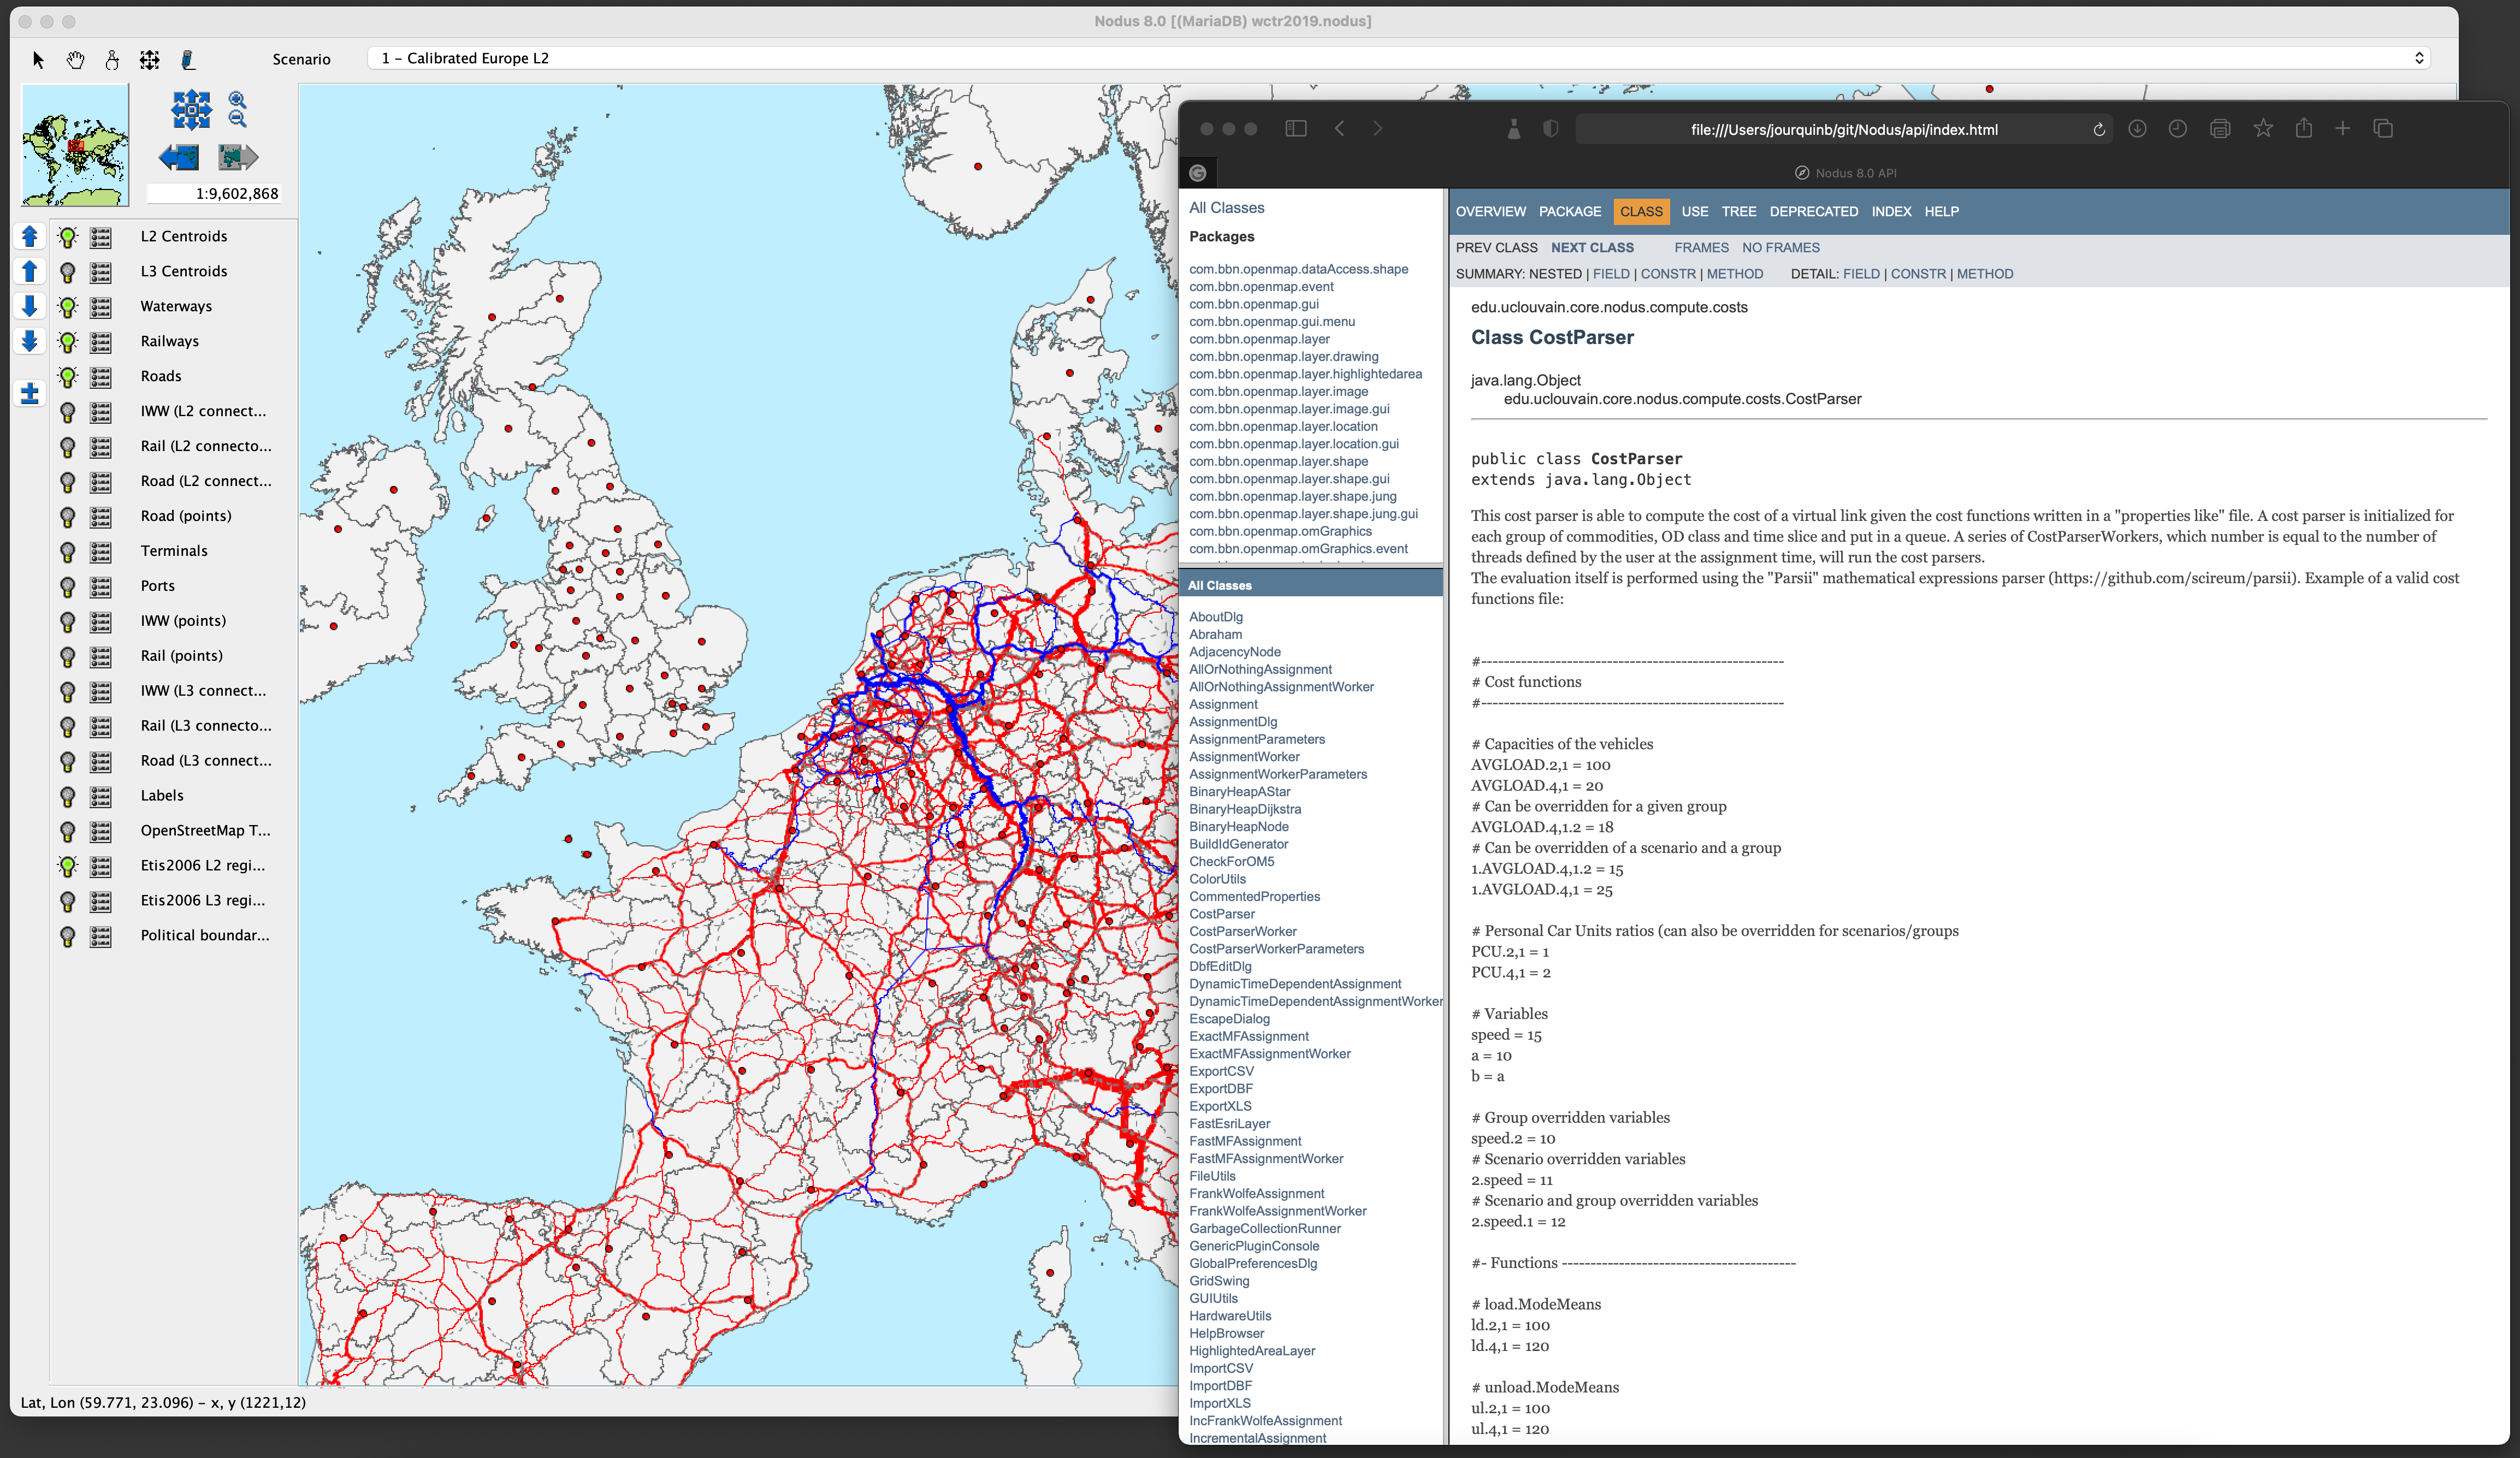 Nodus 8.0 [(MariaDB) wctr2019.nodus]
Scenario
1 – Calibrated Europe L2
1:9,602,868
L2 Centroids
L3 Centroids
Waterways
Railways
Roads
IWW (L2 connect...
Rail (L2 connecto...
Road (L2 connect...
Road (points)
Terminals
Ports
IWW (points)
Rail (points)
IWW (L3 connect...
Rail (L3 connecto...
Road (L3 connect...
Labels
OpenStreetMap T...
Etis2006 L2 regi...
Etis2006 L3 regi...
Political boundar...
Lat, Lon (59.771, 23.096) – x, y (1221,12)
file:///Users/jourquinb/git/Nodus/api/index.html
Nodus 8.0 API
All Classes
Packages
com.bbn.openmap.dataAccess.shape
com.bbn.openmap.event
com.bbn.openmap.gui
com.bbn.openmap.gui.menu
com.bbn.openmap.layer
com.bbn.openmap.layer.drawing
com.bbn.openmap.layer.highlightedarea
com.bbn.openmap.layer.image
com.bbn.openmap.layer.image.gui
com.bbn.openmap.layer.location
com.bbn.openmap.layer.location.gui
com.bbn.openmap.layer.shape
com.bbn.openmap.layer.shape.gui
com.bbn.openmap.layer.shape.jung
com.bbn.openmap.layer.shape.jung.gui
com.bbn.openmap.omGraphics
com.bbn.openmap.omGraphics.event
All Classes
AboutDlg
Abraham
AdjacencyNode
AllOrNothingAssignment
AllOrNothingAssignmentWorker
Assignment
AssignmentDlg
AssignmentParameters
AssignmentWorker
AssignmentWorkerParameters
BinaryHeapAStar
BinaryHeapDijkstra
BinaryHeapNode
BuildIdGenerator
CheckForOM5
ColorUtils
CommentedProperties
CostParser
CostParserWorker
CostParserWorkerParameters
DbfEditDlg
DynamicTimeDependentAssignment
DynamicTimeDependentAssignmentWorker
EscapeDialog
ExactMFAssignment
ExactMFAssignmentWorker
ExportCSV
ExportDBF
ExportXLS
FastEsriLayer
FastMFAssignment
FastMFAssignmentWorker
FileUtils
FrankWolfeAssignment
FrankWolfeAssignmentWorker
GarbageCollectionRunner
GenericPluginConsole
GlobalPreferencesDlg
GridSwing
GUIUtils
HardwareUtils
HelpBrowser
HighlightedAreaLayer
ImportCSV
ImportDBF
ImportXLS
IncFrankWolfeAssignment
IncrementalAssignment
OVERVIEW PACKAGE CLASS USE TREE DEPRECATED INDEX HELP
PREV CLASS NEXT CLASS FRAMES NO FRAMES
SUMMARY: NESTED | FIELD | CONSTR | METHOD DETAIL: FIELD | CONSTR | METHOD
edu.uclouvain.core.nodus.compute.costs
Class CostParser
java.lang.Object
edu.uclouvain.core.nodus.compute.costs.CostParser
public class CostParser
extends java.lang.Object
This cost parser is able to compute the cost of a virtual link given the cost functions written in a "properties like" file. A cost parser is initialized for
each group of commodities, OD class and time slice and put in a queue. A series of CostParserWorkers, which number is equal to the number of
threads defined by the user at the assignment time, will run the cost parsers.
The evaluation itself is performed using the "Parsii" mathematical expressions parser (https://github.com/scireum/parsii). Example of a valid cost
functions file:
#-----------------------------------------------------
# Cost functions
#-----------------------------------------------------
# Capacities of the vehicles
AVGLOAD.2,1 = 100
AVGLOAD.4,1 = 20
# Can be overridden for a given group
AVGLOAD.4,1.2 = 18
# Can be overridden of a scenario and a group
1.AVGLOAD.4,1.2 = 15
1.AVGLOAD.4,1 = 25
# Personal Car Units ratios (can also be overridden for scenarios/groups
PCU.2,1 = 1
PCU.4,1 = 2
# Variables
speed = 15
a = 10
b = a
# Group overridden variables
speed.2 = 10
# Scenario overridden variables
2.speed = 11
# Scenario and group overridden variables
2.speed.1 = 12
#- Functions -----------------------------------------
# load.ModeMeans
ld.2,1 = 100
ld.4,1 = 120
# unload.ModeMeans
ul.2,1 = 100
ul.4,1 = 120